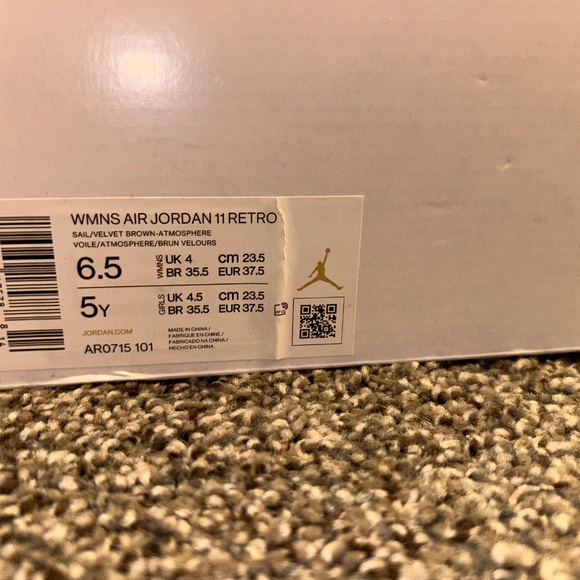 WMNS AIR JORDAN 11 RETRO
SAIL/VELVET BROWN-ATMOSPHERE
VOILE/ATMOSPHERE/BRUN VELOURS
6.5 WMNS UK 4 cm 23.5
BR 35.5 EUR 37.5
5Y GIRLS UK 4.5 cm 23.5
BR 35.5 EUR 37.5
JORDAN.COM
MADE IN CHINA /
FABRIQUE EN CHINE /
FABRICADO NA CHINA /
HECHO EN CHINA
AR0715 101